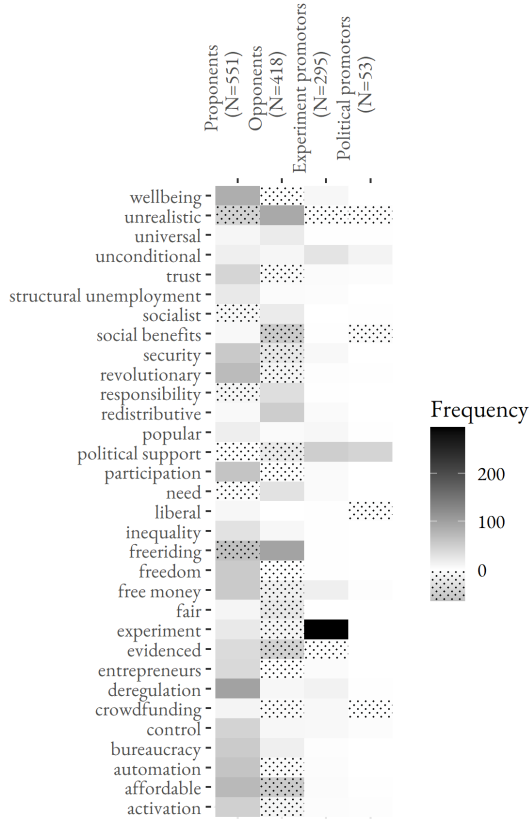 Proponents
(N=551)
Opponents
(N=418)
Experiment promotors
(N=295)
Political promotors
(N=53)
wellbeing
unrealistic
universal
unconditional
trust
structural unemployment
socialist
social benefits
security
revolutionary
responsibility
redistributive
popular
political support
participation
need
liberal
inequality
freeriding
freedom
free money
fair
experiment
evidenced
entrepreneurs
deregulation
crowdfunding
control
bureaucracy
automation
affordable
activation
Frequency
200
100
0